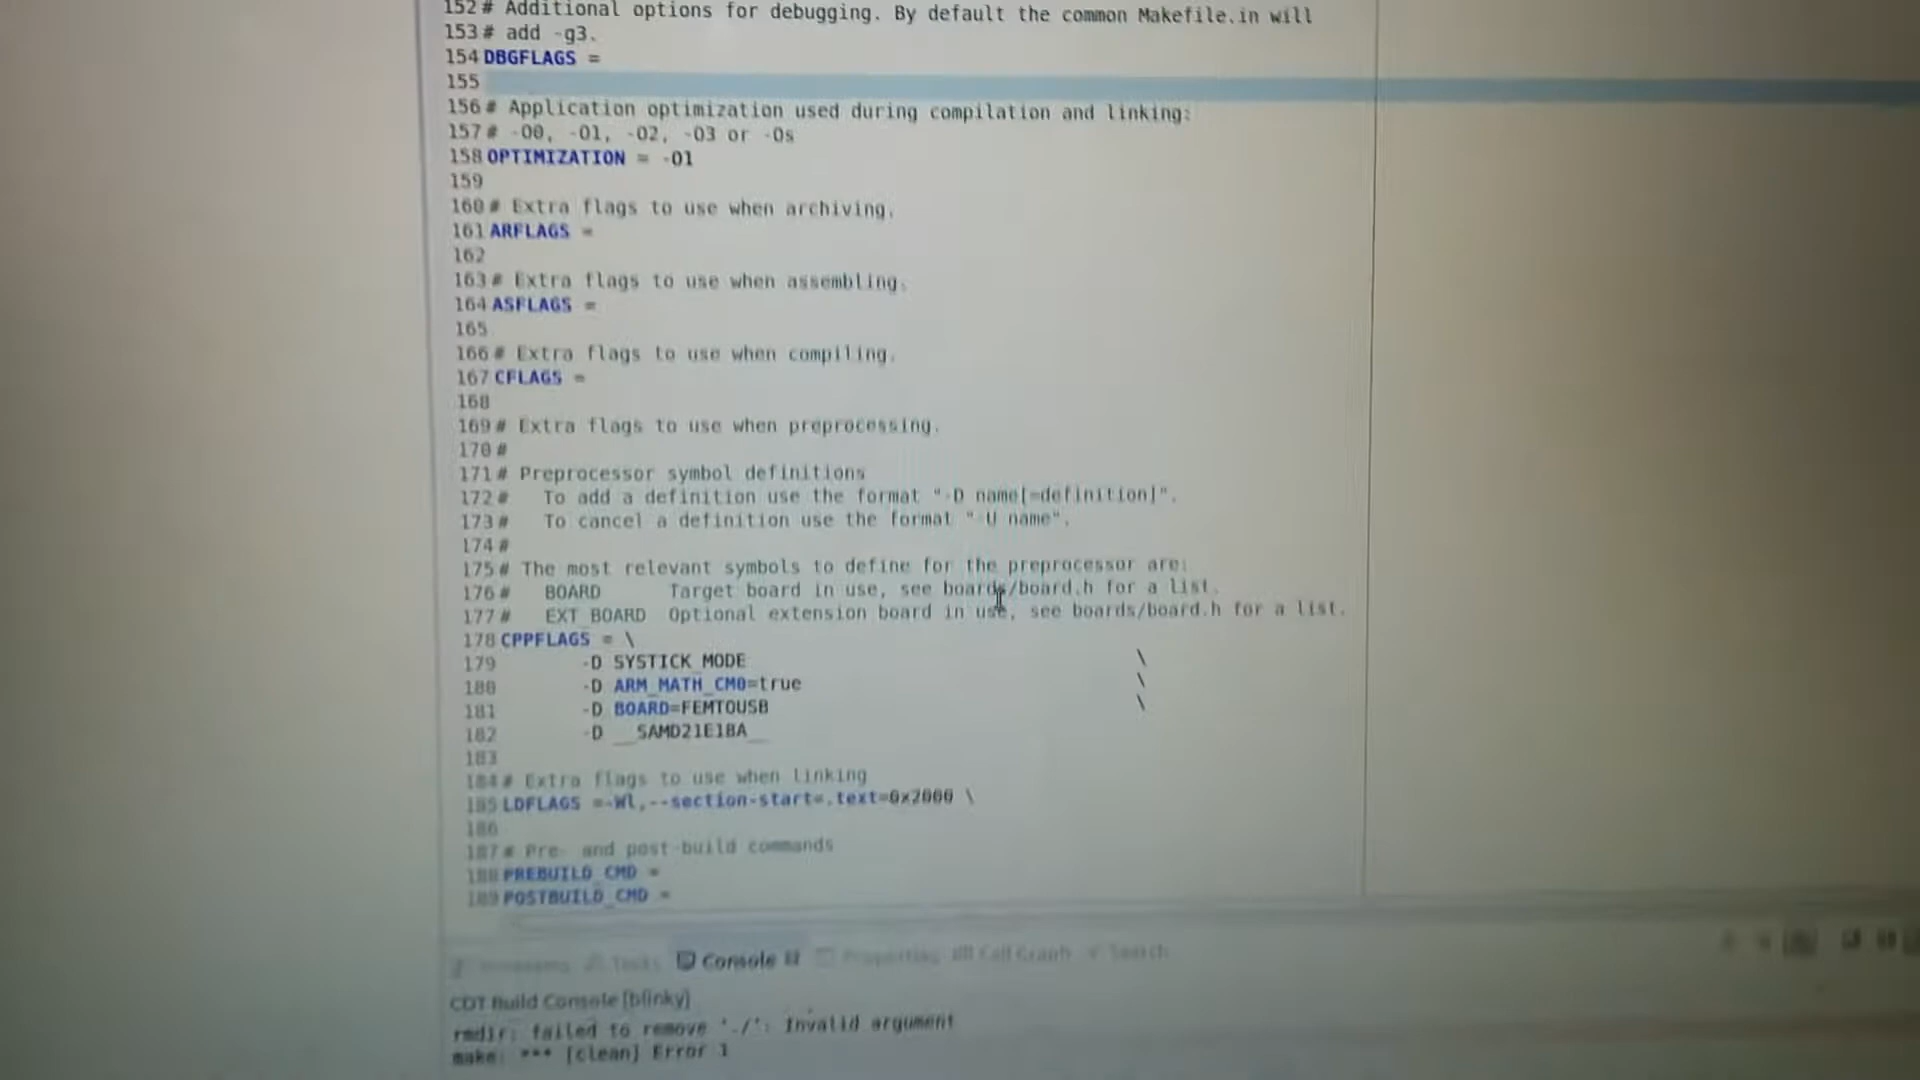 152# Additional options for debugging. By default the common Makefile.in will
153# add -g3.
154 DBGFLAGS =
155
156# Application optimization used during compilation and linking:
157# -O0, -O1, -O2, -O3 or -Os
158 OPTIMIZATION = -O1
159
160# Extra flags to use when archiving.
161 ARFLAGS =
162
163# Extra flags to use when assembling.
164 ASFLAGS =
165
166# Extra flags to use when compiling.
167 CFLAGS =
168
169# Extra flags to use when preprocessing.
170#
171# Preprocessor symbol definitions
172#   To add a definition use the format "-D name[=definition]".
173#   To cancel a definition use the format "-U name".
174#
175# The most relevant symbols to define for the preprocessor are:
176#   BOARD      Target board in use, see boards/board.h for a list.
177#   EXT_BOARD  Optional extension board in use, see boards/board.h for a list.
178 CPPFLAGS = \
179        -D SYSTICK_MODE \
180        -D ARM_MATH_CM0=true \
181        -D BOARD=FEMTOUSB \
182        -D __SAMD21E18A__
183
184# Extra flags to use when linking
185 LDFLAGS =-Wl,--section-start=.text=0x2000 \
186
187# Pre- and post-build commands
188 PREBUILD_CMD =
189 POSTBUILD_CMD =
Tasks Console Properties Call Graph Search
CDT Build Console [blinky]
rmdir: failed to remove './': Invalid argument
make: *** [clean] Error 1